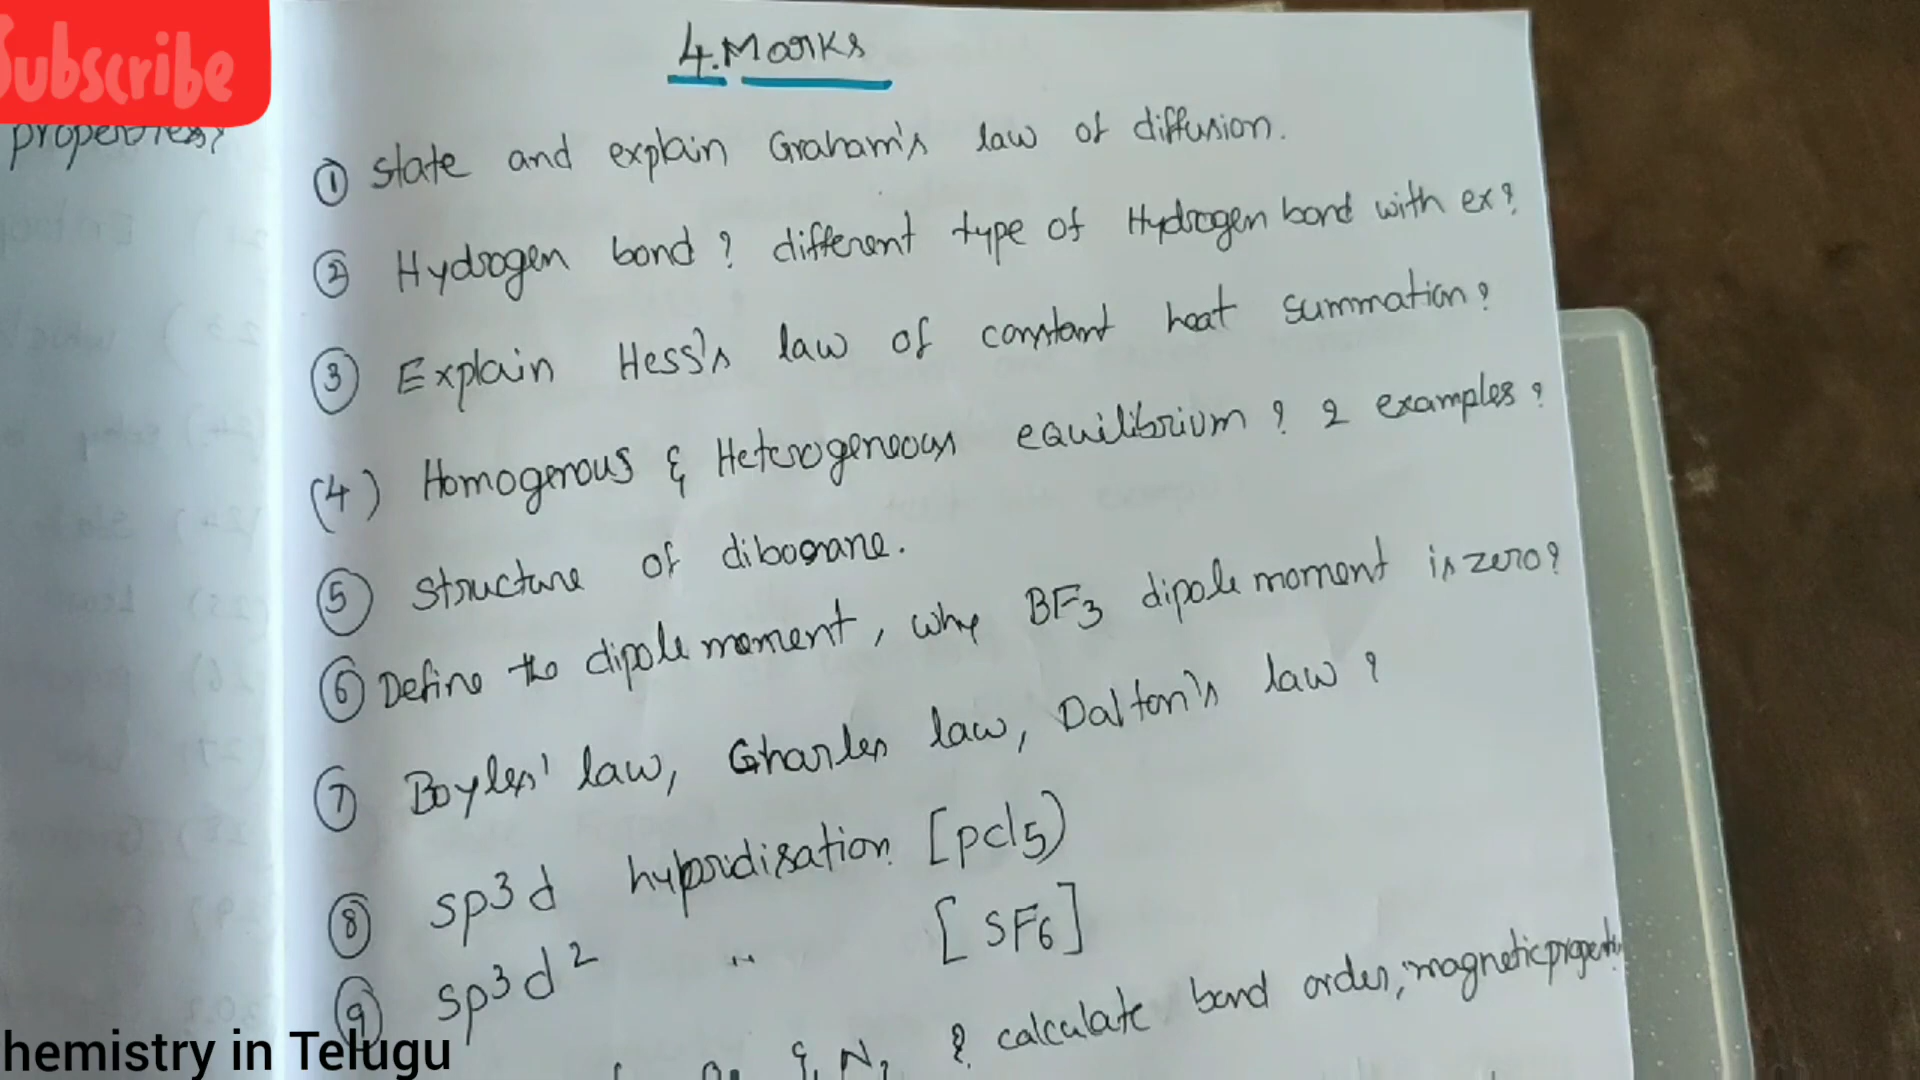 Subscribe
4.Marks
properties?
① State and explain Graham's law of diffusion.
② Hydrogen bond ? different type of Hydrogen bond with ex?
③ Explain Hess's law of constant heat summation?
(4) Homogenous & Heterogeneous equilibrium ? 2 examples?
⑤ structure of diborane.
⑥ Define the dipole moment, why BF3 dipole moment is zero?
⑦ Boyles' law, Charles law, Dalton's law ?
⑧ sp3d hybridisation [pcl5)
⑨ sp3d2 " [SF6]
& N2 ? calculate bond order, magnetic
hemistry in Telugu